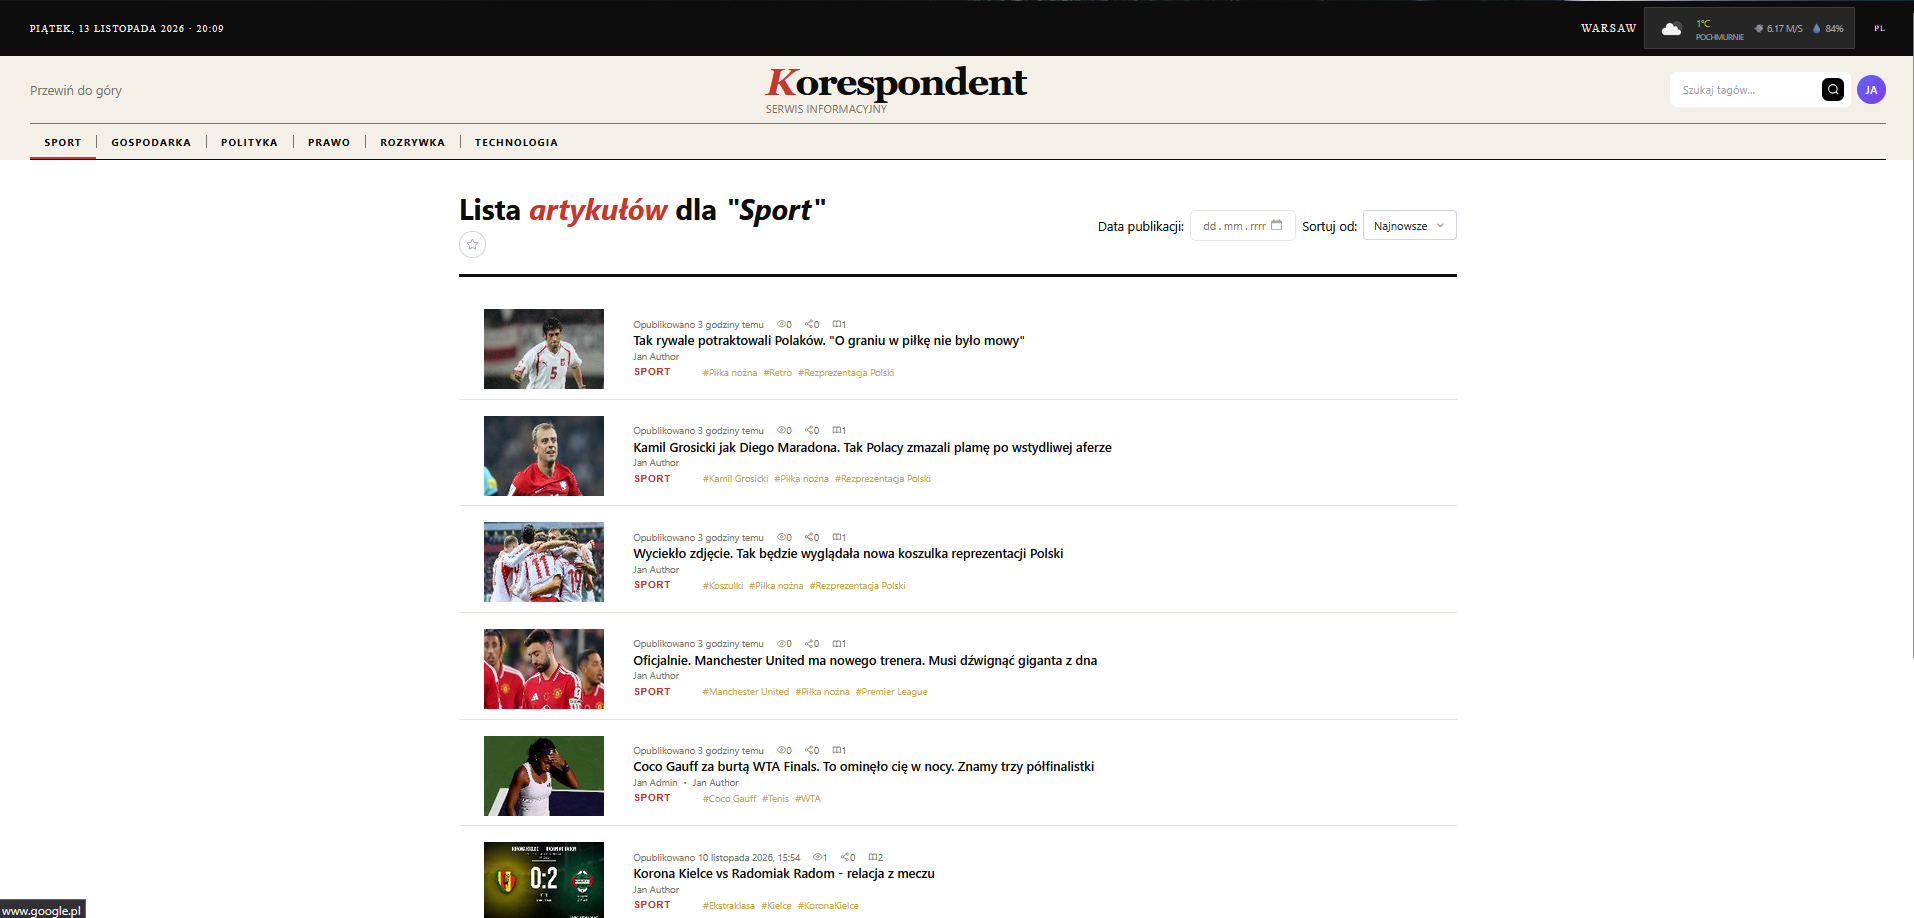 PIĄTEK, 13 LISTOPADA 2026 - 20:09
WARSAW
1°C
POCHMURNIE
6.17 M/S
84%
PL
Przewiń do góry
Korespondent
SERWIS INFORMACYJNY
Szukaj tagów...
JA
SPORT
GOSPODARKA
POLITYKA
PRAWO
ROZRYWKA
TECHNOLOGIA
Lista artykułów dla "Sport"
Data publikacji:
dd.mm.rrrr
Sortuj od:
Najnowsze
Opublikowano 3 godziny temu 0 0 1
Tak rywale potraktowali Polaków. "O graniu w piłkę nie było mowy"
Jan Author
SPORT #Piłka nożna #Retro #Rezprezentacja Polski
Opublikowano 3 godziny temu 0 0 1
Kamil Grosicki jak Diego Maradona. Tak Polacy zmazali plamę po wstydliwej aferze
Jan Author
SPORT #Kamil Grosicki #Piłka nożna #Rezprezentacja Polski
Opublikowano 3 godziny temu 0 0 1
Wyciekło zdjęcie. Tak będzie wyglądała nowa koszulka reprezentacji Polski
Jan Author
SPORT #Koszulki #Piłka nożna #Rezprezentacja Polski
Opublikowano 3 godziny temu 0 0 1
Oficjalnie. Manchester United ma nowego trenera. Musi dźwignąć giganta z dna
Jan Author
SPORT #Manchester United #Piłka nożna #Premier League
Opublikowano 3 godziny temu 0 0 1
Coco Gauff za burtą WTA Finals. To ominęło cię w nocy. Znamy trzy półfinalistki
Jan Admin • Jan Author
SPORT #Coco Gauff #Tenis #WTA
0:2
Opublikowano 10 listopada 2026, 15:54 1 0 2
Korona Kielce vs Radomiak Radom - relacja z meczu
Jan Author
SPORT #Ekstraklasa #Kielce #KoronaKielce
www.google.pl